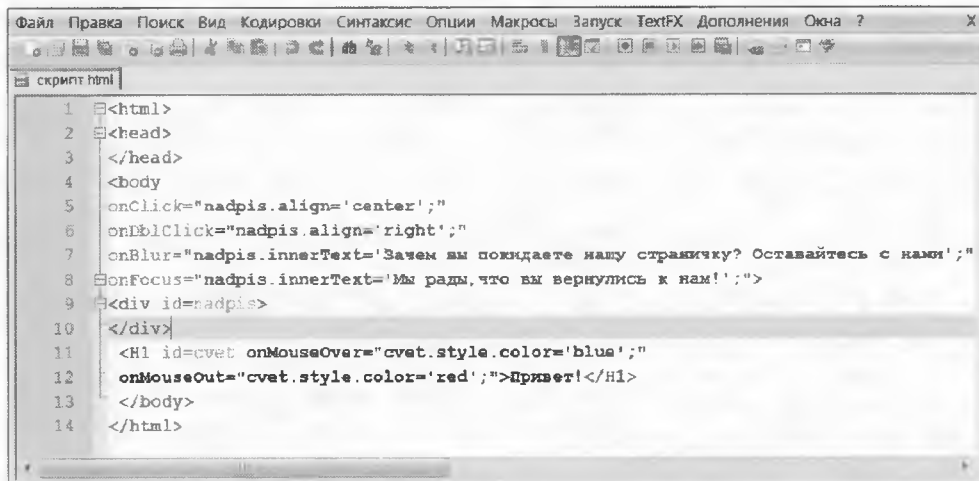 Файл Правка Поиск Вид Кодировки Синтаксис Опции Макросы Запуск TextFX Дополнения Окна ? X
скрипт html
1 <html>
2 <head>
3 </head>
4 <body
5 onClick="nadpis.align='center';"
6 onDblClick="nadpis.align='right';"
7 onBlur="nadpis.innerText='Зачем вы покидаете нашу страничку? Оставайтесь с нами';"
8 onFocus="nadpis.innerText='Мы рады,что вы вернулись к нам!';">
9 <div id=nadpis>
10 </div>
11 <H1 id=cvet onMouseOver="cvet.style.color='blue';"
12 onMouseOut="cvet.style.color='red';">Привет!</H1>
13 </body>
14 </html>